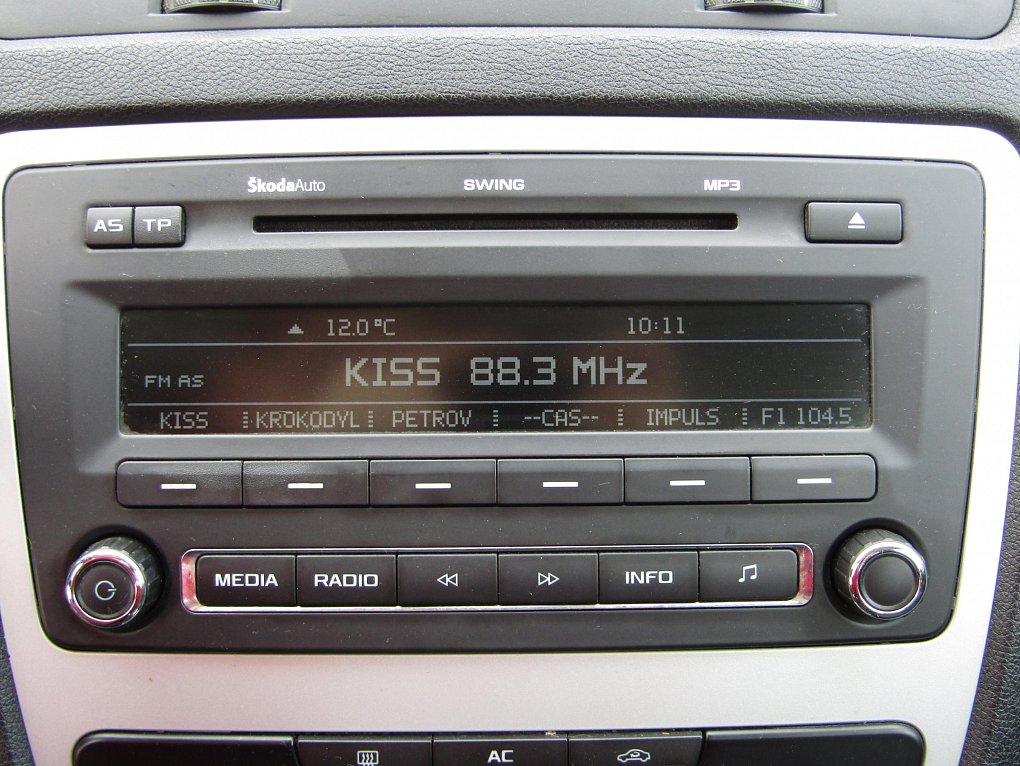 ŠkodaAuto SWING MP3
AS TP
12.0°C 10:11
KISS 88.3 MHz
FM AS
KISS KROKODYL PETROV --CAS-- IMPULS F1 104.5
MEDIA RADIO INFO
AC